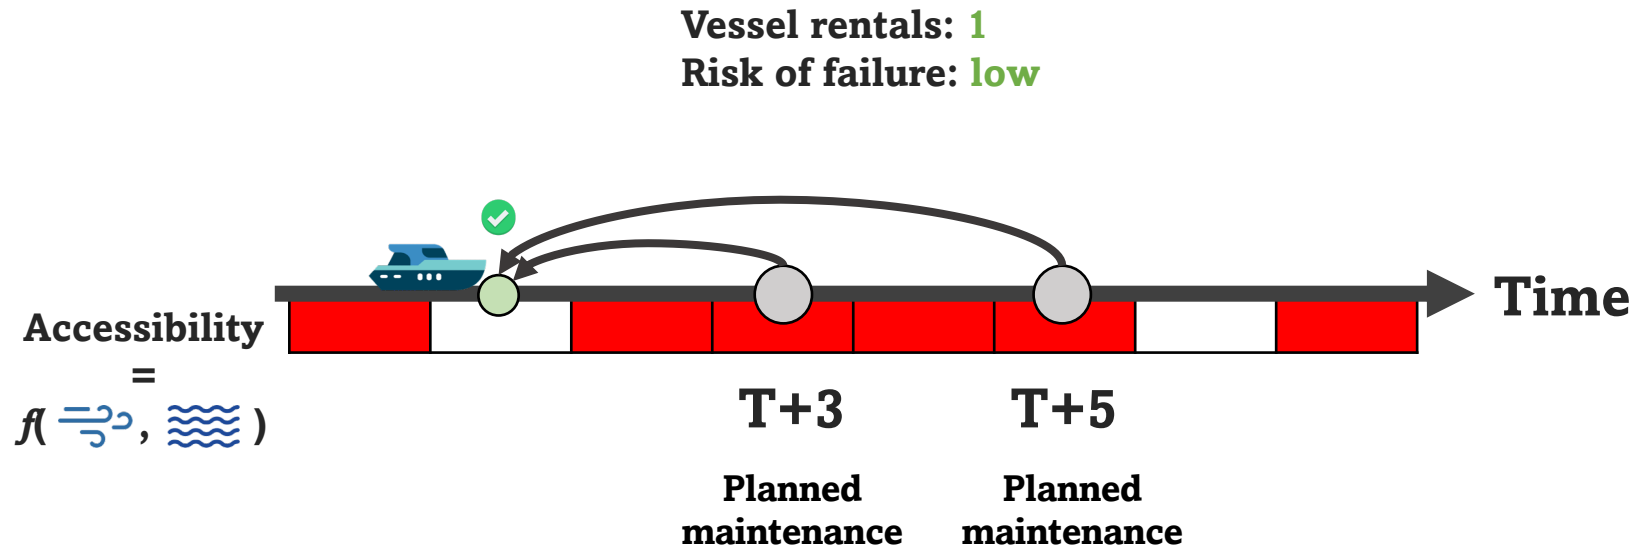 Vessel rentals: 1
Risk of failure: low
Time
Accessibility
=
f( , )
T+3
T+5
Planned
maintenance
Planned
maintenance